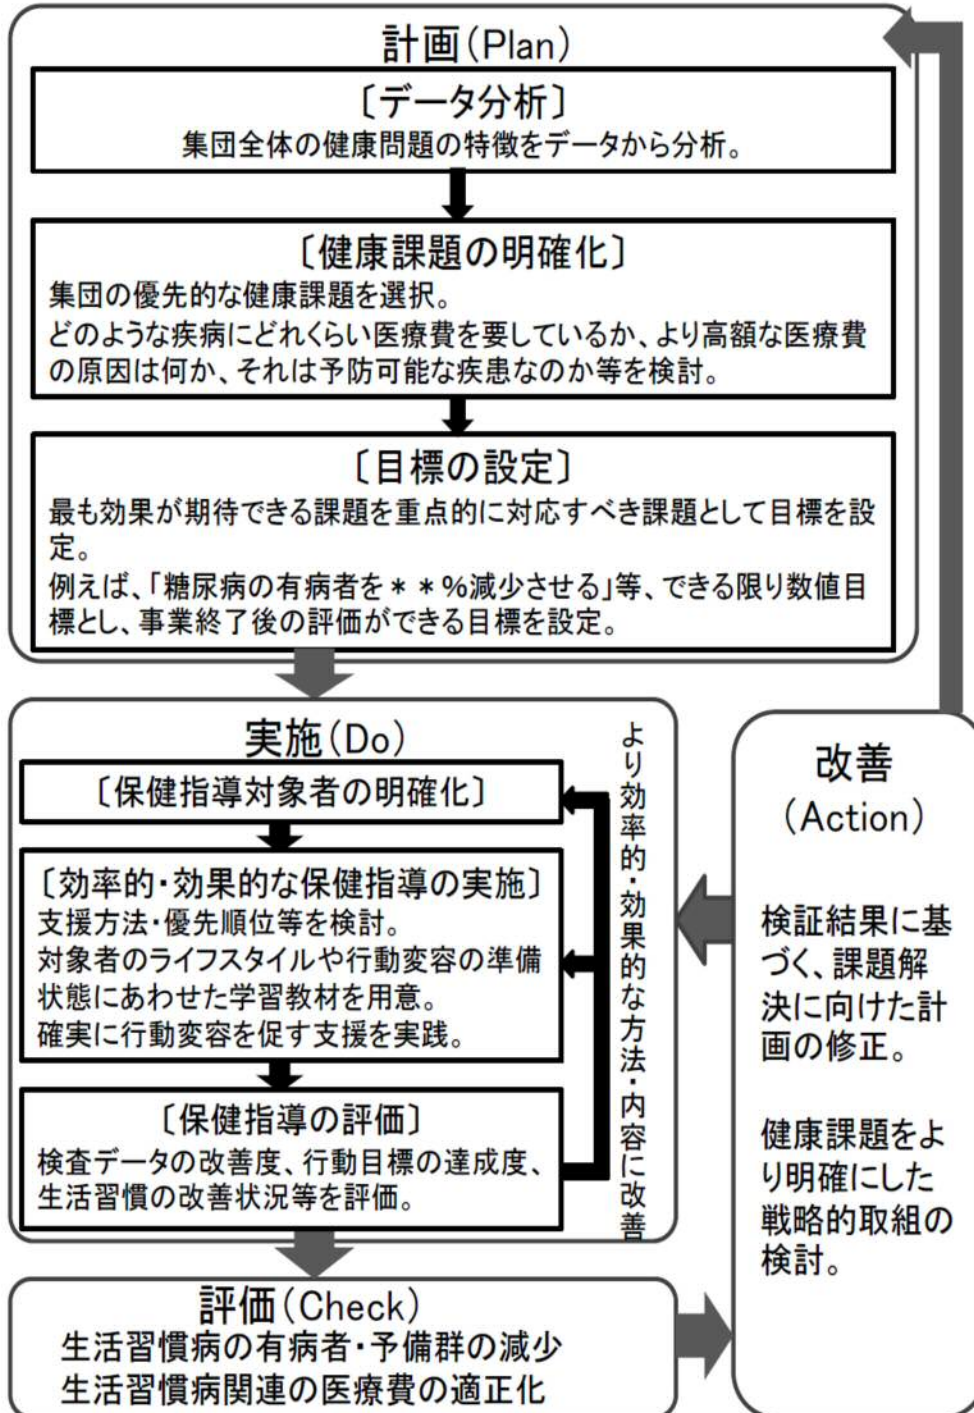 計画(Plan)
〔データ分析〕
集団全体の健康問題の特徴をデータから分析。
〔健康課題の明確化〕
集団の優先的な健康課題を選択。
どのような疾病にどれくらい医療費を要しているか、より高額な医療費
の原因は何か、それは予防可能な疾患なのか等を検討。
〔目標の設定〕
最も効果が期待できる課題を重点的に対応すべき課題として目標を設
定。
例えば、「糖尿病の有病者を＊＊%減少させる」等、できる限り数値目
標とし、事業終了後の評価ができる目標を設定。
実施(Do)
〔保健指導対象者の明確化〕
〔効率的・効果的な保健指導の実施〕
支援方法・優先順位等を検討。
対象者のライフスタイルや行動変容の準備
状態にあわせた学習教材を用意。
確実に行動変容を促す支援を実践。
〔保健指導の評価〕
検査データの改善度、行動目標の達成度、
生活習慣の改善状況等を評価。
より効率的・効果的な方法・内容に改善
評価(Check)
生活習慣病の有病者・予備群の減少
生活習慣病関連の医療費の適正化
改善
(Action)
検証結果に基
づく、課題解
決に向けた計
画の修正。
健康課題をよ
り明確にした
戦略的取組の
検討。